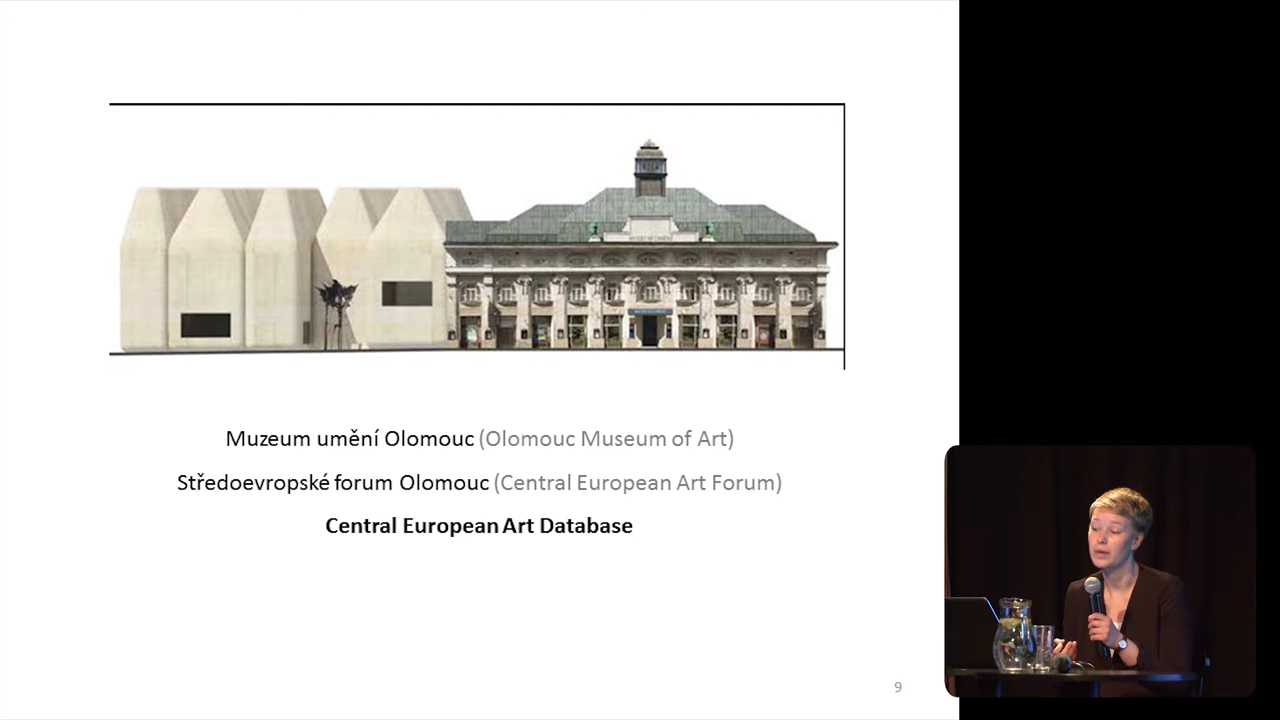 Muzeum umění Olomouc (Olomouc Museum of Art)
Středoevropské forum Olomouc (Central European Art Forum)
Central European Art Database
9